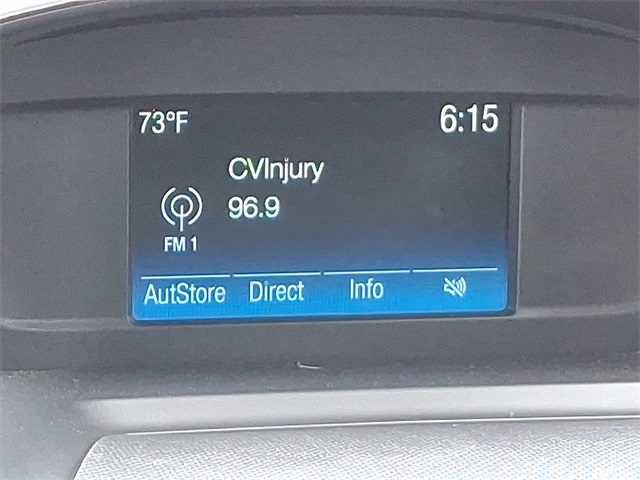 73°F 6:15
CVInjury
96.9
FM 1
AutStore Direct Info